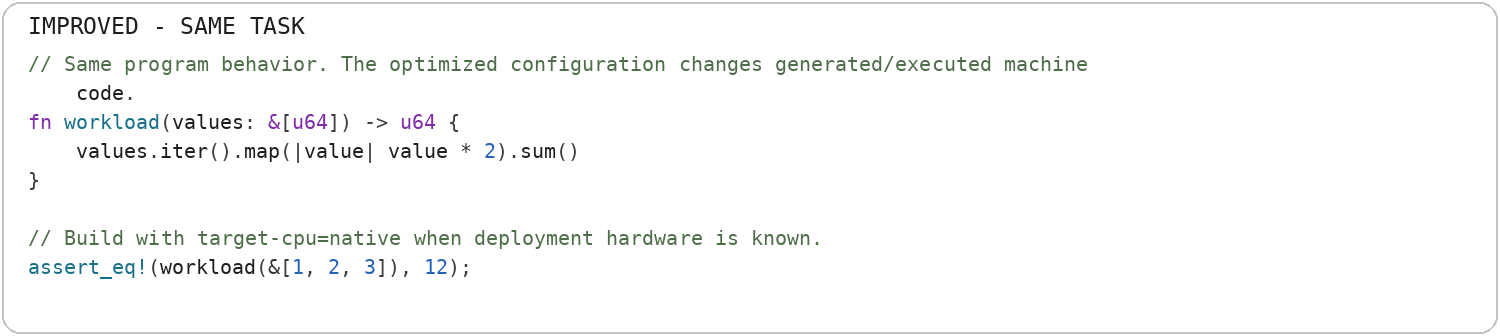 IMPROVED - SAME TASK
// Same program behavior. The optimized configuration changes generated/executed machine
    code.
fn workload(values: &[u64]) -> u64 {
    values.iter().map(|value| value * 2).sum()
}

// Build with target-cpu=native when deployment hardware is known.
assert_eq!(workload(&[1, 2, 3]), 12);